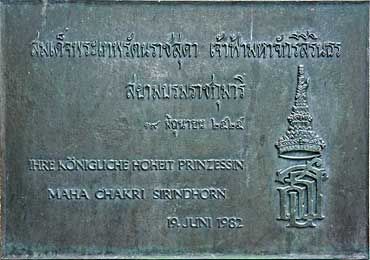 สมเด็จพระเทพรัตนราชสุดา เจ้าฟ้ามหาจักรีสิรินธร
สยามบรมราชกุมารี
๑๙ มิถุนายน ๒๕๒๕
IHRE KÖNIGLICHE HOHEIT PRINZESSIN
MAHA CHAKRI SIRINDHORN
19. JUNI 1982